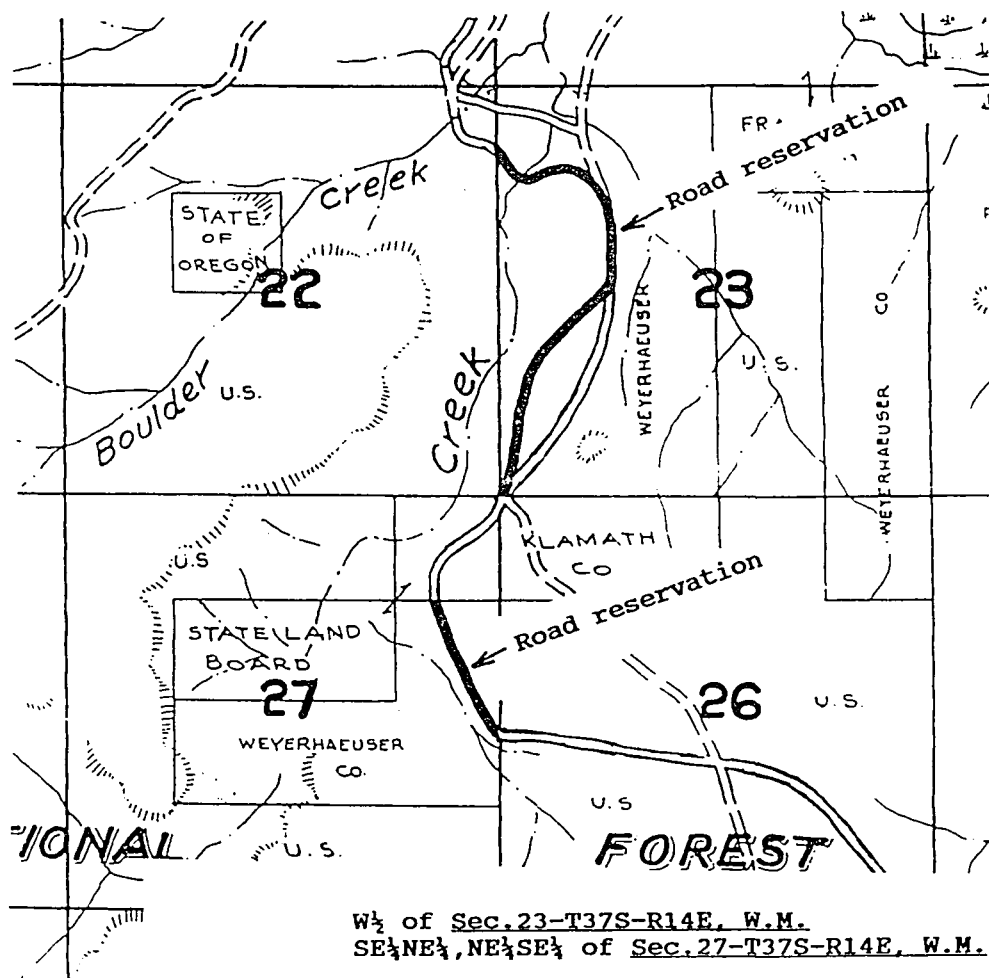 FR.
Road reservation
Creek
STATE
OF
OREGON
22
23
WEYERHAEUSER
CO
WEYERHAEUSER
U.S.
U.S.
Boulder
Creek
U.S
KLAMATH
CO
Road reservation
STATE LAND
BOARD
27
26
U.S.
WEYERHAEUSER
CO.
U.S
U.S.
TIONAL
FOREST
W½ of Sec.23-T37S-R14E, W.M.
SE¼NE¼,NE¼SE¼ of Sec.27-T37S-R14E, W.M.